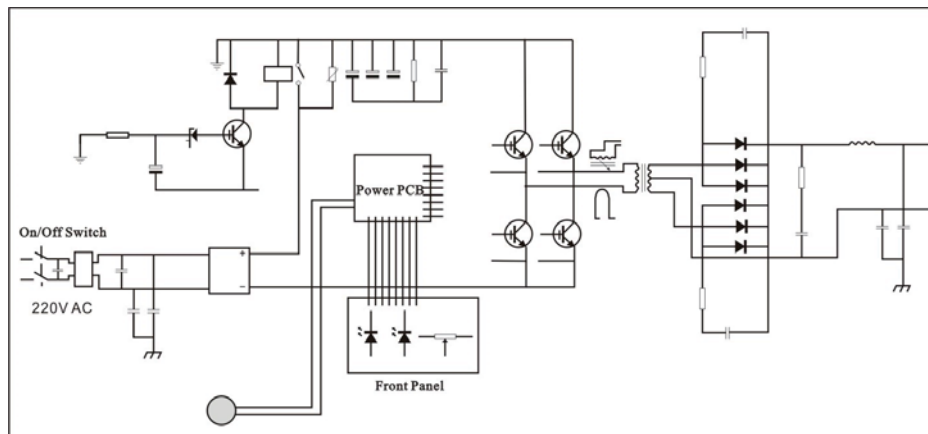 Power PCB
On/Off Switch
+
−
220V AC
Front Panel